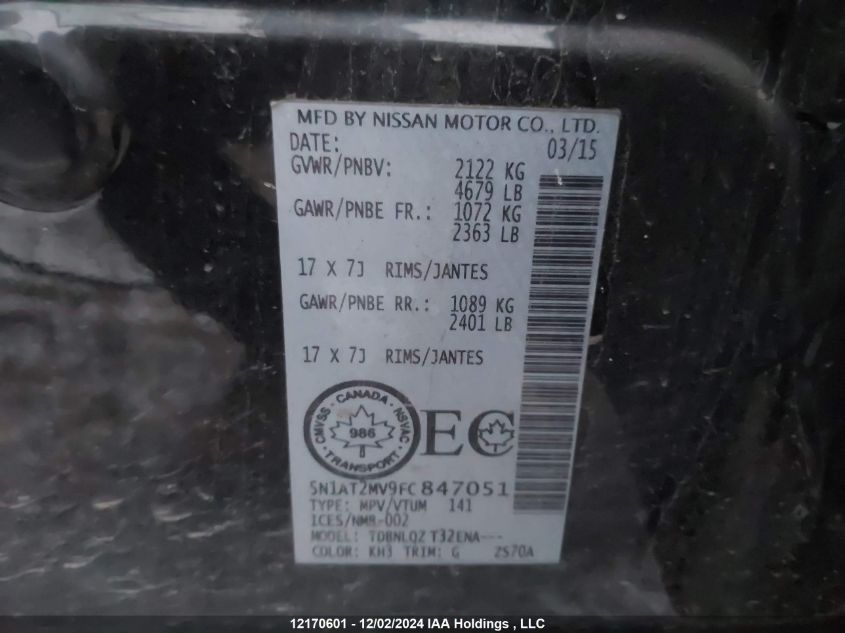 MFD BY NISSAN MOTOR CO., LTD.
DATE: 03/15
GVWR/PNBV: 2122 KG
4679 LB
GAWR/PNBE FR.: 1072 KG
2363 LB
17 X 7J RIMS/JANTES
GAWR/PNBE RR.: 1089 KG
2401 LB
17 X 7J RIMS/JANTES
CMVSS - CANADA - NSVAC
986
TRANSPORT
EC
5N1AT2MV9FC847051
TYPE: MPV/VTUM 141
ICES/NMB-002
MODEL: TDBNLQZ T32ENA---
COLOR: KH3 TRIM: G 2S70A
12170601 - 12/02/2024 IAA Holdings , LLC